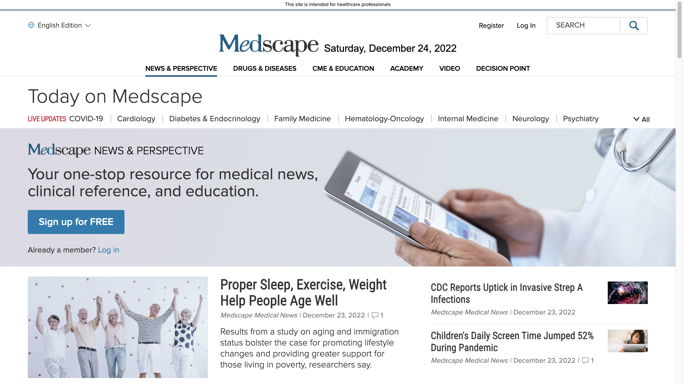 This site is intended for healthcare professionals
English Edition
Register Log In SEARCH
Medscape Saturday, December 24, 2022
NEWS & PERSPECTIVE DRUGS & DISEASES CME & EDUCATION ACADEMY VIDEO DECISION POINT
Today on Medscape
LIVE UPDATES COVID-19 | Cardiology | Diabetes & Endocrinology | Family Medicine | Hematology-Oncology | Internal Medicine | Neurology | Psychiatry All
Medscape NEWS & PERSPECTIVE
Your one-stop resource for medical news,
clinical reference, and education.
Sign up for FREE
Already a member? Log in
Proper Sleep, Exercise, Weight
Help People Age Well
Medscape Medical News | December 23, 2022 | 1
Results from a study on aging and immigration
status bolster the case for promoting lifestyle
changes and providing greater support for
those living in poverty, researchers say.
CDC Reports Uptick in Invasive Strep A
Infections
Medscape Medical News | December 23, 2022
Children's Daily Screen Time Jumped 52%
During Pandemic
Medscape Medical News | December 23, 2022 | 1